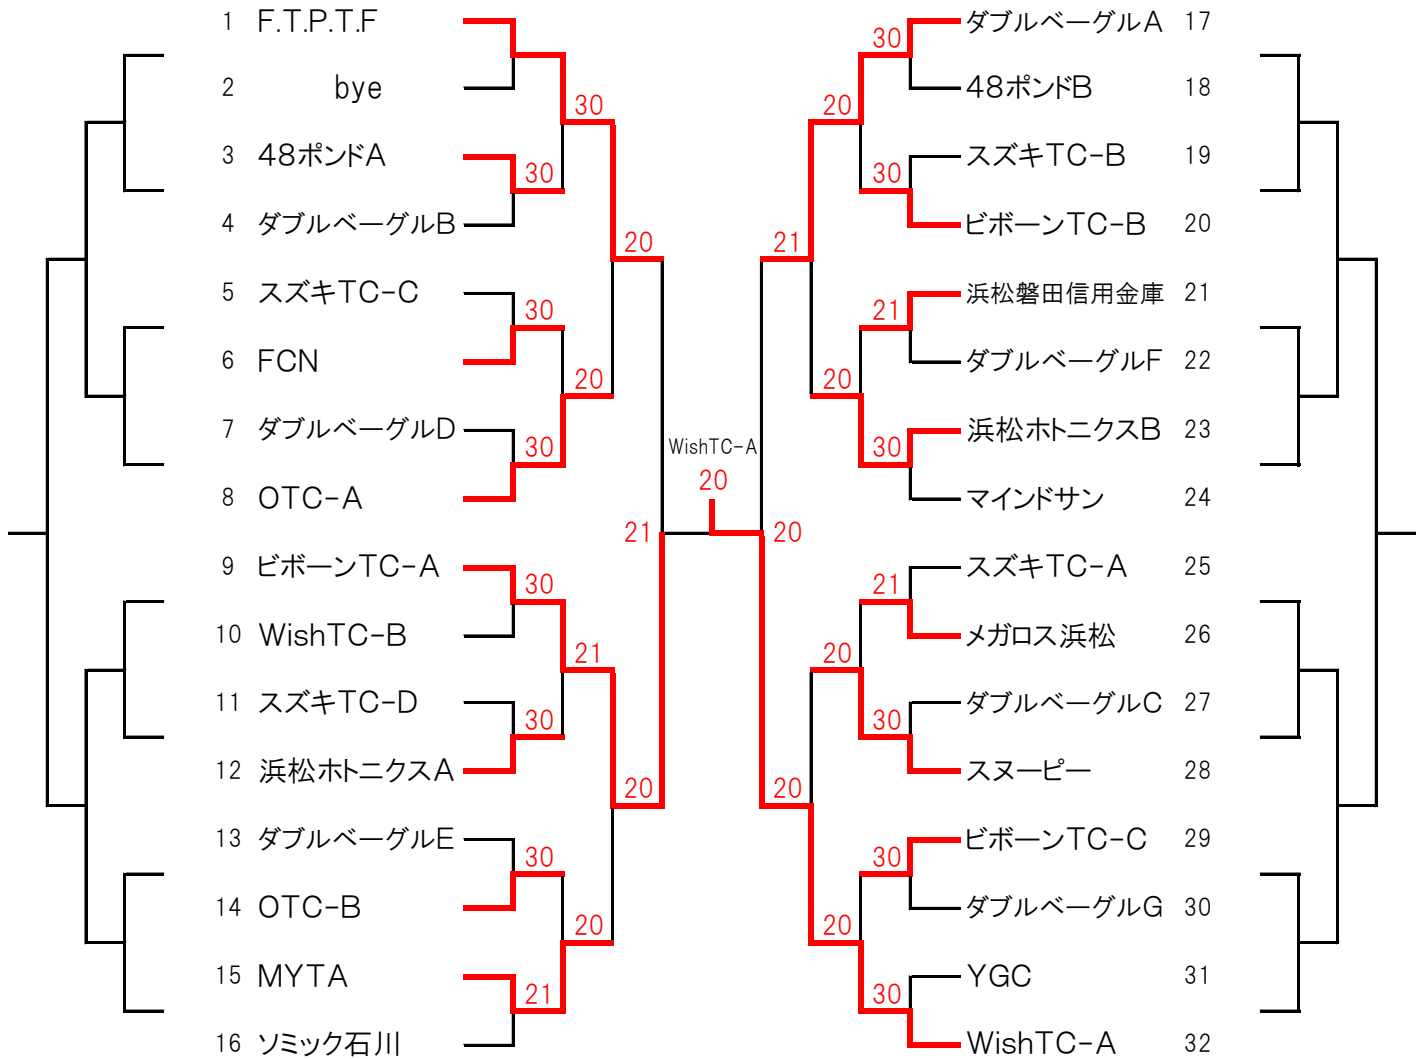 1 F.T.P.T.F
2 bye
30
3 48ポンドA
30
4 ダブルベーグルB
20
5 スズキTC-C
30
6 FCN
20
7 ダブルベーグルD
30
8 OTC-A
21
9 ビボーンTC-A
30
10 WishTC-B
21
11 スズキTC-D
30
12 浜松ホトニクスA
20
13 ダブルベーグルE
30
14 OTC-B
20
15 MYTA
21
16 ソミック石川
WishTC-A
20
ダブルベーグルA 17
30
48ポンドB 18
20
スズキTC-B 19
30
ビボーンTC-B 20
21
浜松磐田信用金庫 21
21
ダブルベーグルF 22
20
浜松ホトニクスB 23
30
マインドサン 24
20
スズキTC-A 25
21
メガロス浜松 26
20
ダブルベーグルC 27
30
スヌーピー 28
20
ビボーンTC-C 29
30
ダブルベーグルG 30
20
YGC 31
30
WishTC-A 32